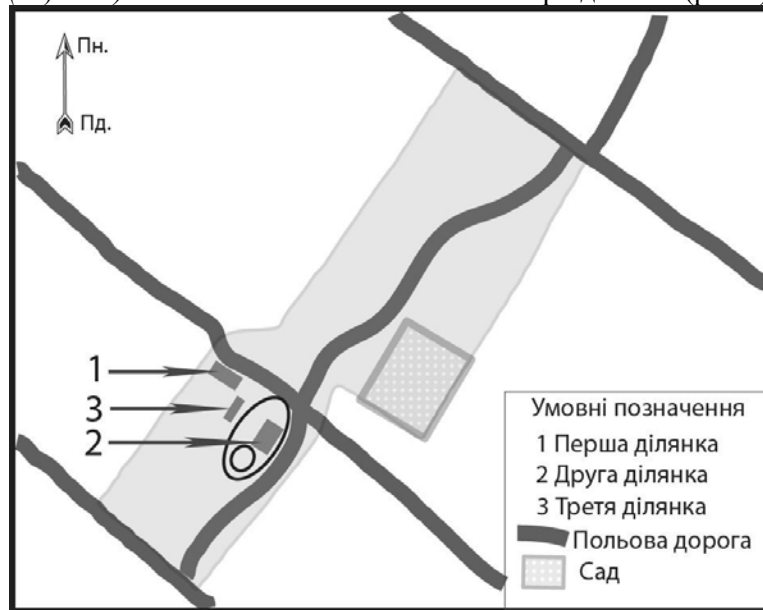 Пн.
Пд.
1
3
2
Умовні позначення
1 Перша ділянка
2 Друга ділянка
3 Третя ділянка
Польова дорога
Сад